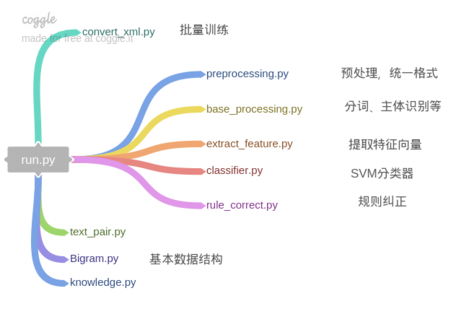 coggle
made for free at coggle.it
convert_xml.py 批量训练
preprocessing.py 预处理，统一格式
base_processing.py 分词、主体识别等
extract_feature.py 提取特征向量
run.py
classifier.py SVM分类器
rule_correct.py 规则纠正
text_pair.py
Bigram.py 基本数据结构
knowledge.py